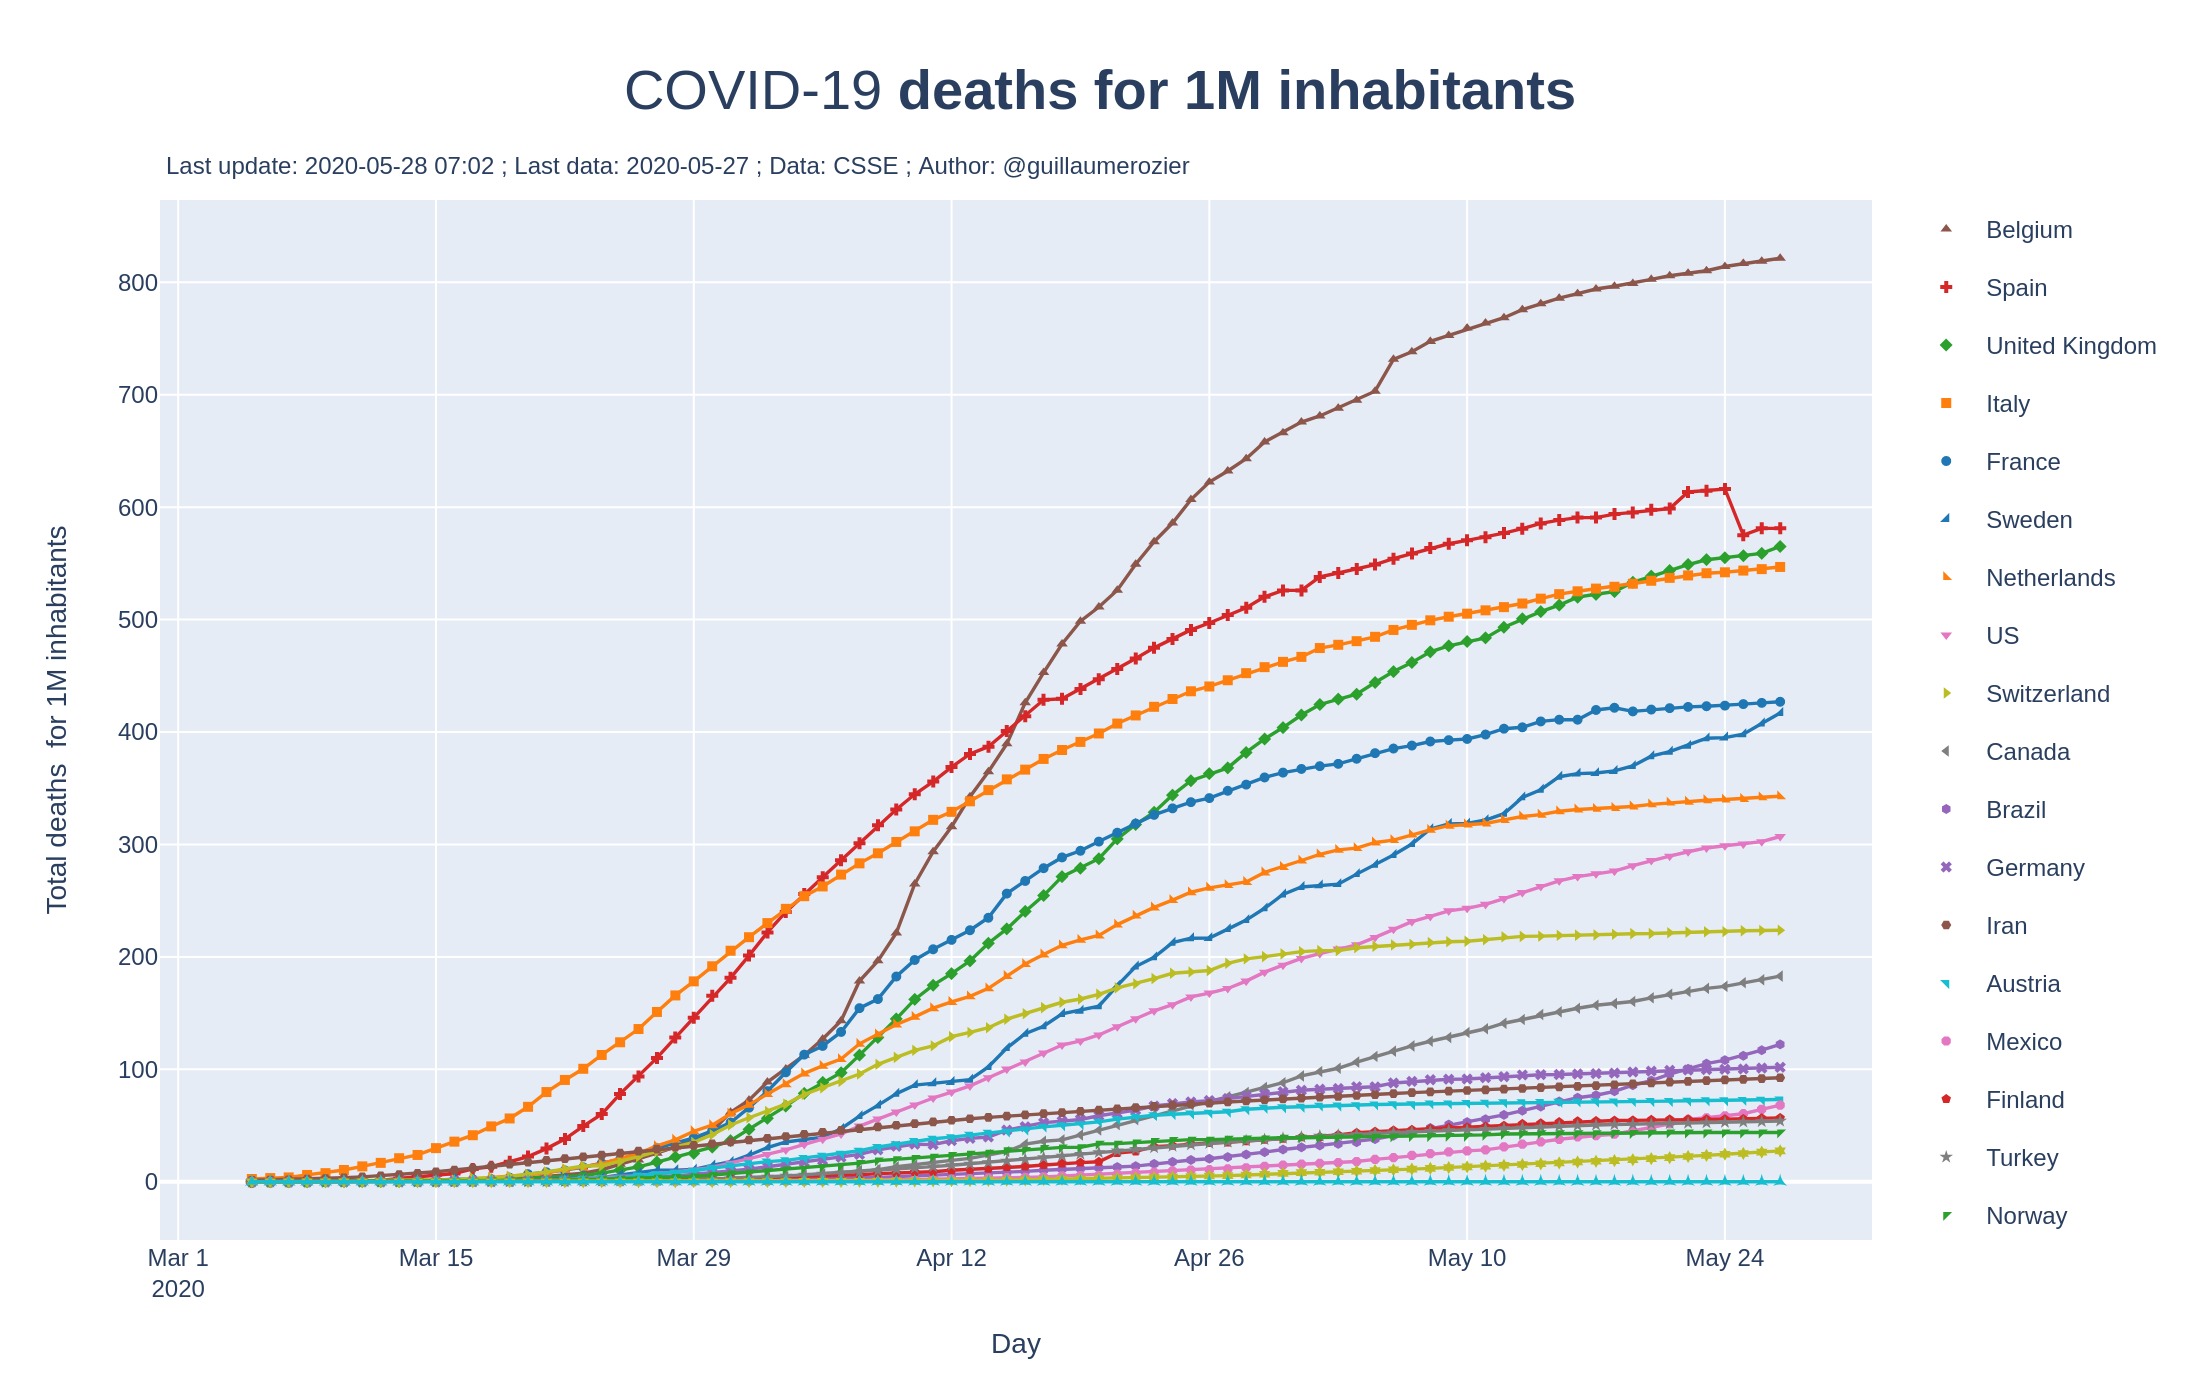 COVID-19 deaths for 1M inhabitants
Last update: 2020-05-28 07:02 ; Last data: 2020-05-27 ; Data: CSSE ; Author: @guillaumerozier
Total deaths for 1M inhabitants
800
700
600
500
400
300
200
100
0
Mar 1
2020
Mar 15
Mar 29
Apr 12
Apr 26
May 10
May 24
Day
Belgium
Spain
United Kingdom
Italy
France
Sweden
Netherlands
US
Switzerland
Canada
Brazil
Germany
Iran
Austria
Mexico
Finland
Turkey
Norway